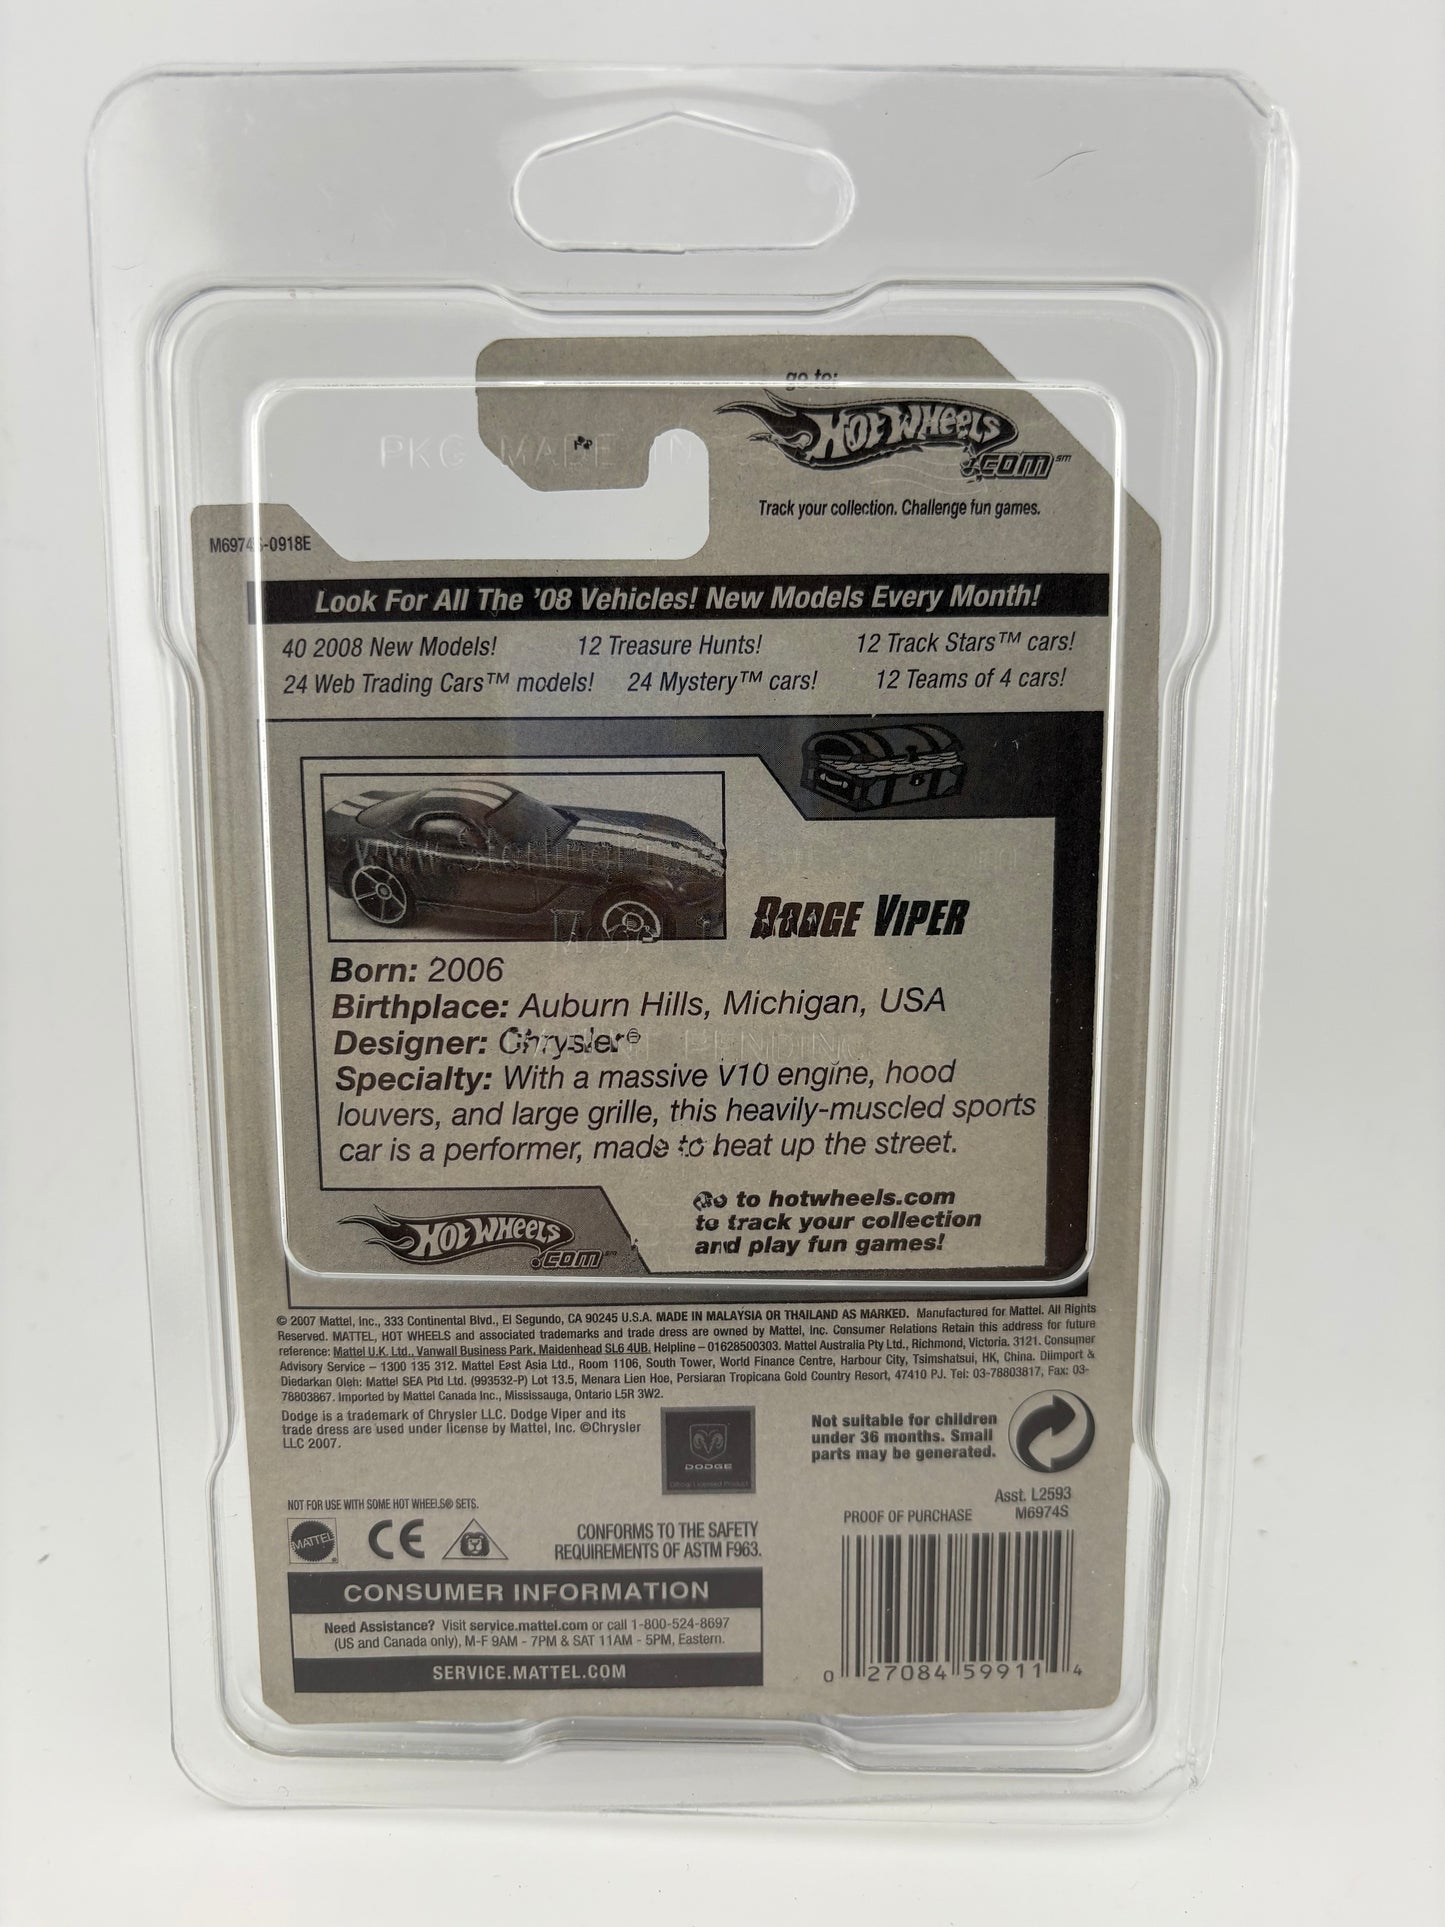 go to:
HOT WHEELS
.COM℠
PKG MADE IN
Track your collection. Challenge fun games.
M6974S-0918E
Look For All The '08 Vehicles! New Models Every Month!
40 2008 New Models! 12 Treasure Hunts! 12 Track Stars™ cars!
24 Web Trading Cars™ models! 24 Mystery™ cars! 12 Teams of 4 cars!
DODGE VIPER
Born: 2006
Birthplace: Auburn Hills, Michigan, USA
Designer: Chrysler®
PENDING
Specialty: With a massive V10 engine, hood
louvers, and large grille, this heavily-muscled sports
car is a performer, made to heat up the street.
HOT WHEELS
.COM℠
Go to hotwheels.com
to track your collection
and play fun games!
© 2007 Mattel, Inc., 333 Continental Blvd., El Segundo, CA 90245 U.S.A. MADE IN MALAYSIA OR THAILAND AS MARKED. Manufactured for Mattel. All Rights
Reserved. MATTEL, HOT WHEELS and associated trademarks and trade dress are owned by Mattel, Inc. Consumer Relations Retain this address for future
reference: Mattel U.K. Ltd., Vanwall Business Park, Maidenhead SL6 4UB. Helpline – 01628500303. Mattel Australia Pty Ltd., Richmond, Victoria. 3121. Consumer
Advisory Service – 1300 135 312. Mattel East Asia Ltd., Room 1106, South Tower, World Finance Centre, Harbour City, Tsimshatsui, HK, China. Diimport &
Diedarkan Oleh: Mattel SEA Ptd Ltd. (993532-P) Lot 13.5, Menara Lien Hoe, Persiaran Tropicana Gold Country Resort, 47410 PJ. Tel: 03-78803817, Fax: 03-
78803867. Imported by Mattel Canada Inc., Mississauga, Ontario L5R 3W2.
Dodge is a trademark of Chrysler LLC. Dodge Viper and its
trade dress are used under license by Mattel, Inc. ©Chrysler
LLC 2007.
DODGE
Official Licensed Product
Not suitable for children
under 36 months. Small
parts may be generated.
Asst. L2593
M6974S
PROOF OF PURCHASE
NOT FOR USE WITH SOME HOT WHEELS® SETS.
MATTEL
CE
CONFORMS TO THE SAFETY
REQUIREMENTS OF ASTM F963.
CONSUMER INFORMATION
Need Assistance? Visit service.mattel.com or call 1-800-524-8697
(US and Canada only), M-F 9AM - 7PM & SAT 11AM - 5PM, Eastern.
SERVICE.MATTEL.COM
0 27084 59911 4